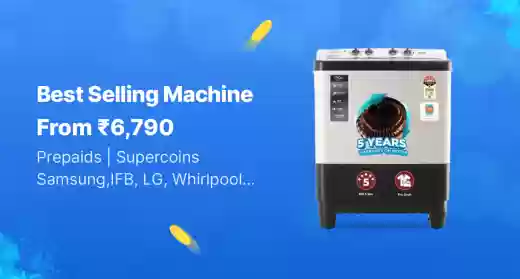 Best Selling Machine
From ₹6,790
Prepaids | Supercoins
Samsung,IFB, LG, Whirlpool...
5 YEARS